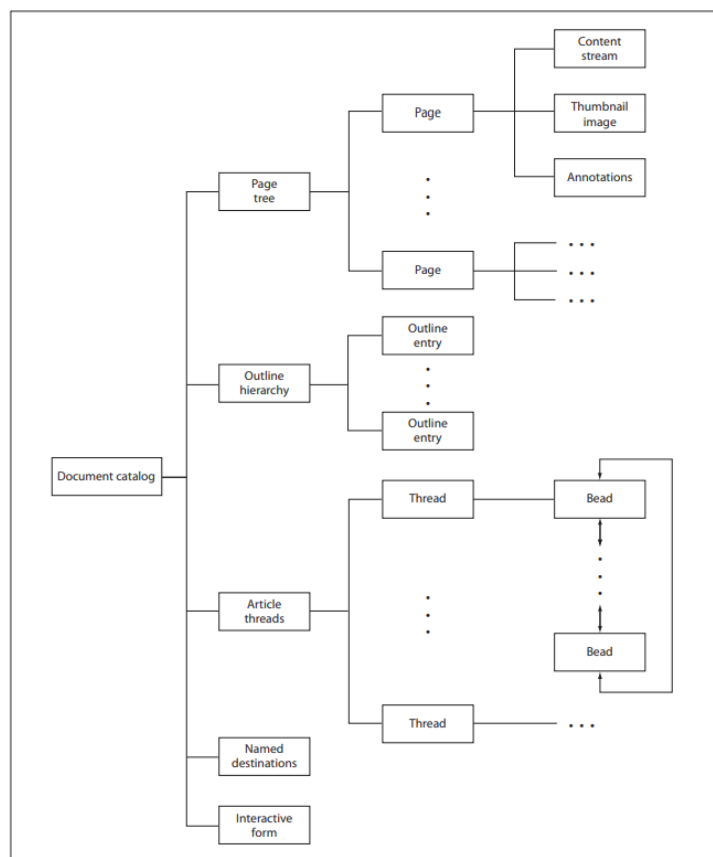 Content
stream
Page
Thumbnail
image
Annotations
Page
tree
Page
Outline
entry
Outline
hierarchy
Outline
entry
Document catalog
Thread
Bead
Article
threads
Bead
Thread
Named
destinations
Interactive
form